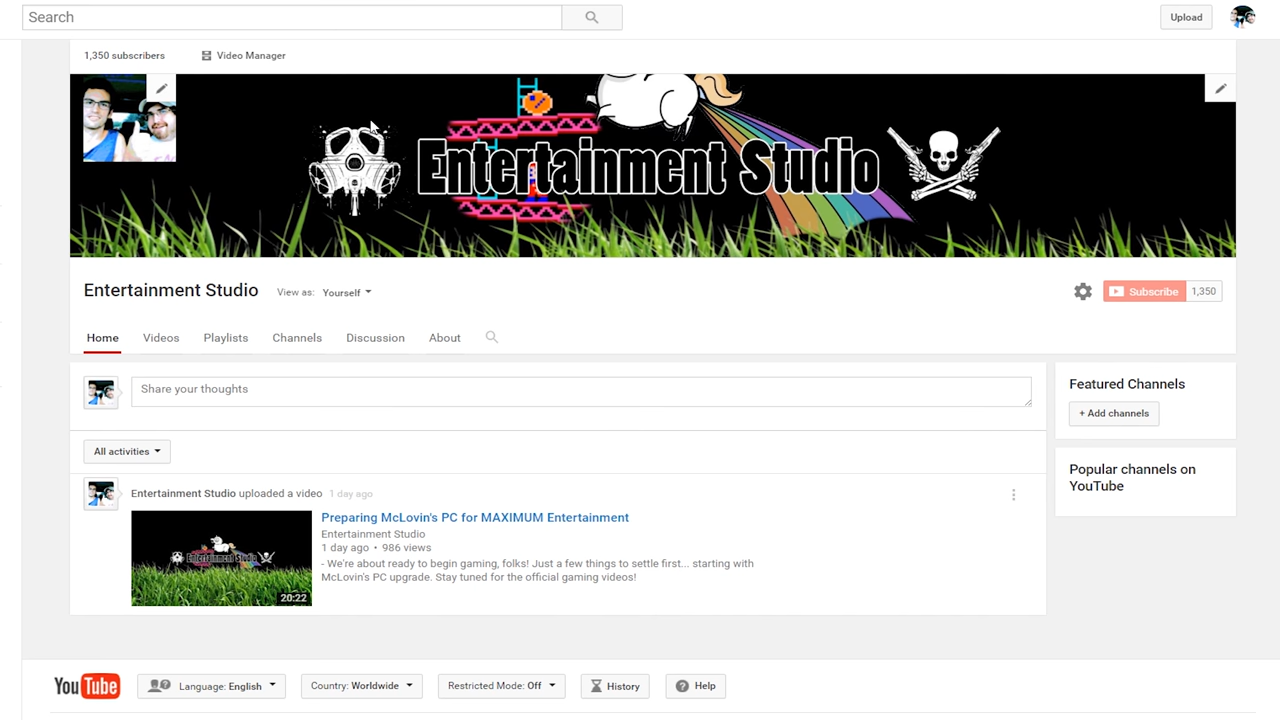 Search
Upload
1,350 subscribers
Video Manager
Entertainment Studio
Entertainment Studio
View as: Yourself
Subscribe 1,350
Home Videos Playlists Channels Discussion About
Share your thoughts
Featured Channels
+ Add channels
All activities
Popular channels on
YouTube
Entertainment Studio uploaded a video 1 day ago
Preparing McLovin's PC for MAXIMUM Entertainment
Entertainment Studio
1 day ago • 986 views
- We're about ready to begin gaming, folks! Just a few things to settle first... starting with
McLovin's PC upgrade. Stay tuned for the official gaming videos!
Entertainment Studio
20:22
YouTube
Language: English
Country: Worldwide
Restricted Mode: Off
History
Help